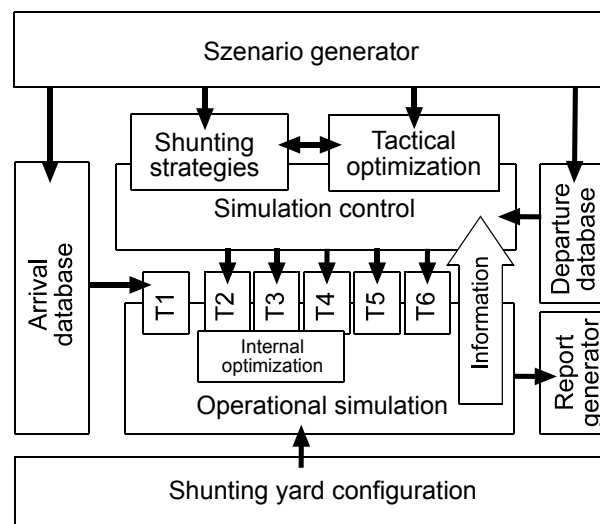 Szenario generator
Shunting
strategies
Tactical
optimization
Simulation control
Arrival
database
Departure
database
T1
T2
T3
T4
T5
T6
Information
Internal
optimization
Operational simulation
Report
generator
Shunting yard configuration